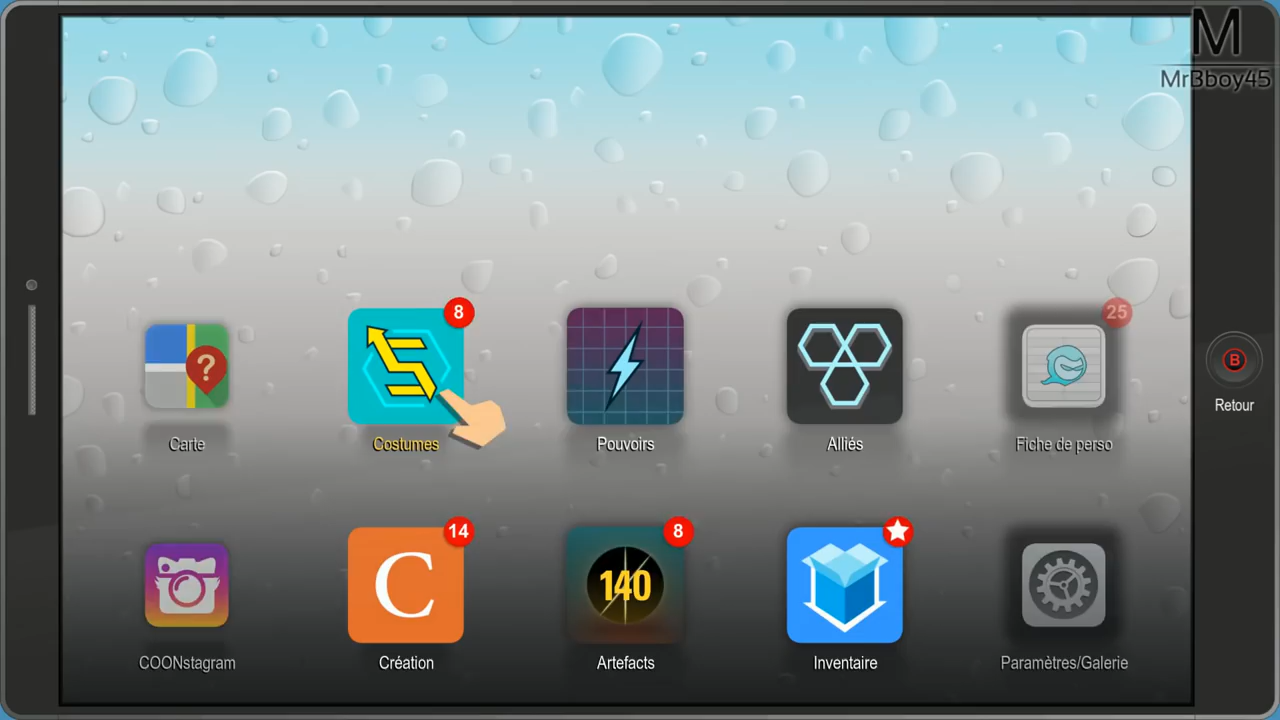 M
MrBboy45
8
25
?
B
Retour
Carte
Costumes
Pouvoirs
Alliés
Fiche de perso
14
8
C
140
COONstagram
Création
Artefacts
Inventaire
Paramètres/Galerie